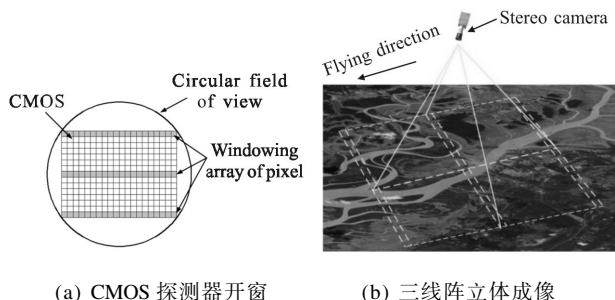 CMOS
Circular field
of view
Windowing
array of pixel
(a) CMOS 探测器开窗
Stereo camera
Flying direction
(b) 三线阵立体成像